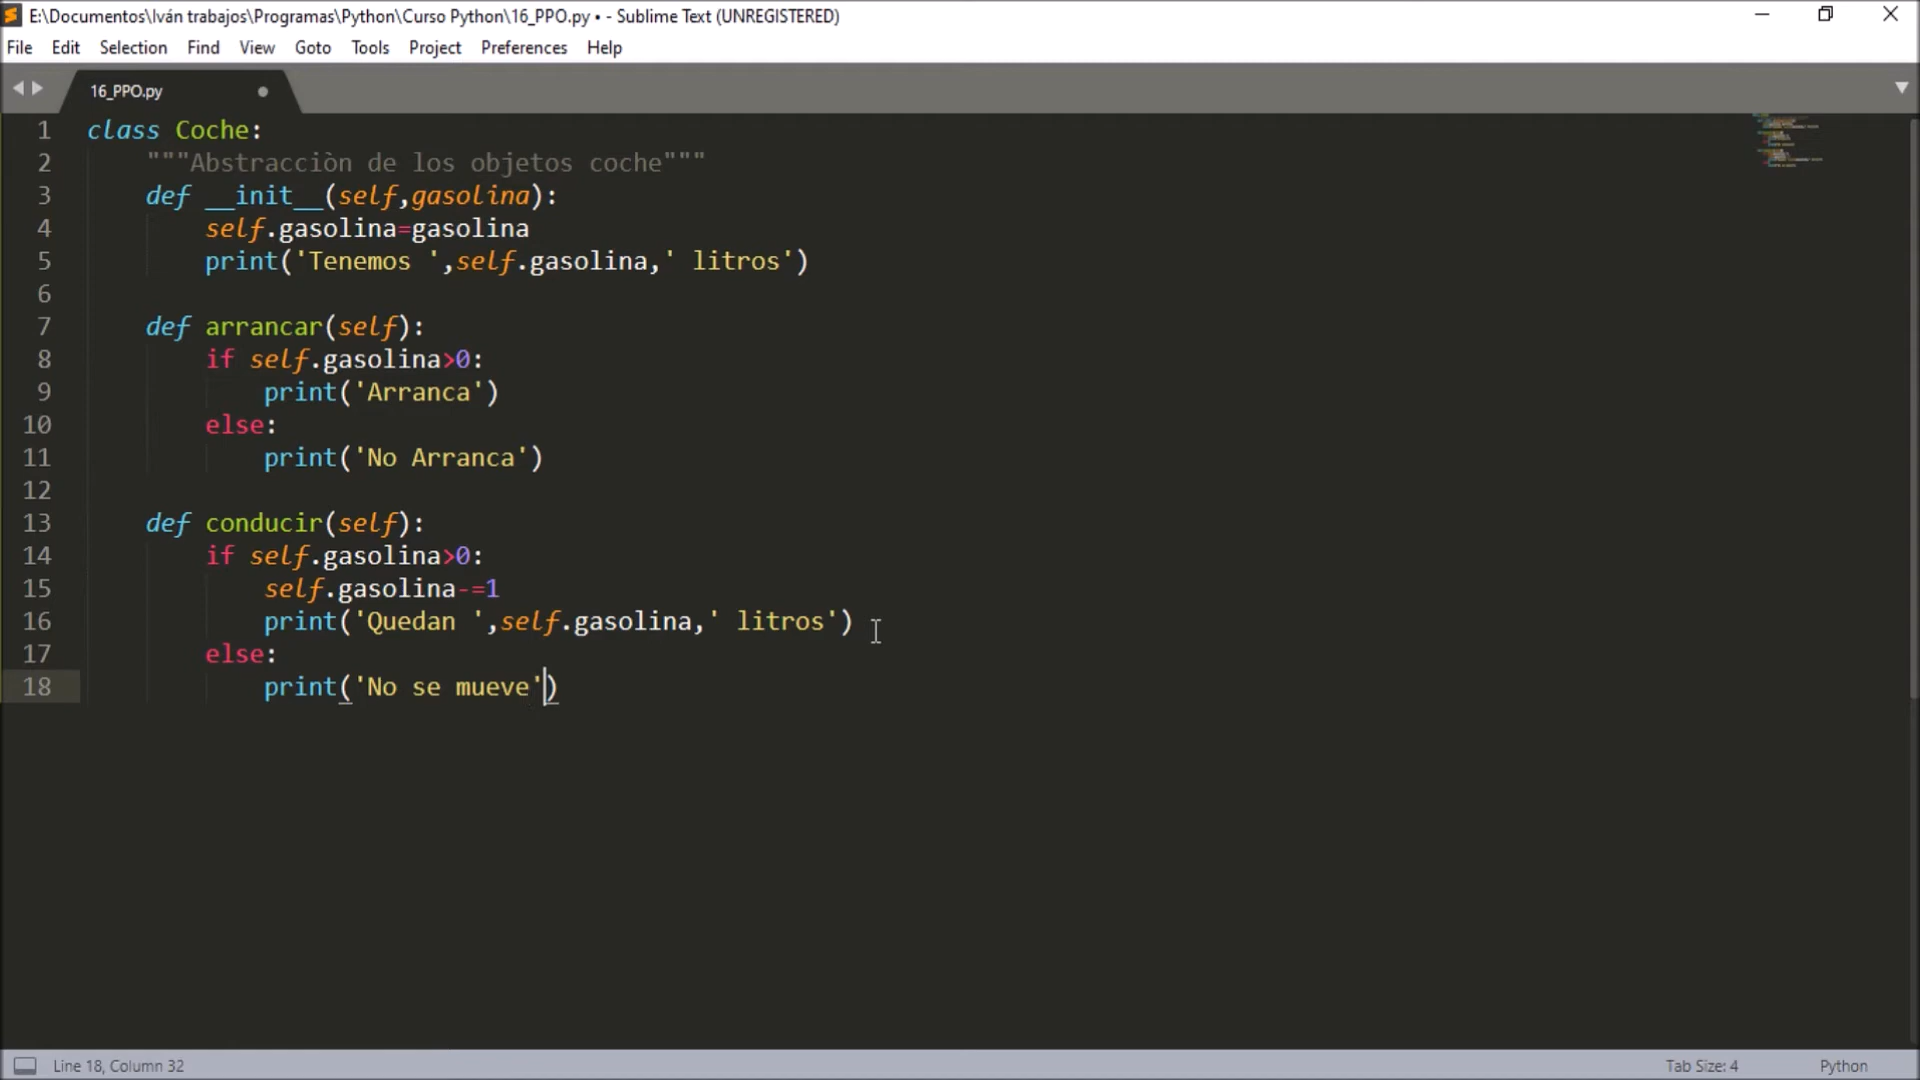 E:\Documentos\Iván trabajos\Programas\Python\Curso Python\16_PPO.py • - Sublime Text (UNREGISTERED)
File Edit Selection Find View Goto Tools Project Preferences Help
16_PPO.py
1 class Coche:
2 """Abstracciòn de los objetos coche"""
3 def __init__(self,gasolina):
4 self.gasolina=gasolina
5 print('Tenemos ',self.gasolina,' litros')
6
7 def arrancar(self):
8 if self.gasolina>0:
9 print('Arranca')
10 else:
11 print('No Arranca')
12
13 def conducir(self):
14 if self.gasolina>0:
15 self.gasolina-=1
16 print('Quedan ',self.gasolina,' litros')
17 else:
18 print('No se mueve')
Line 18, Column 32 Tab Size: 4 Python